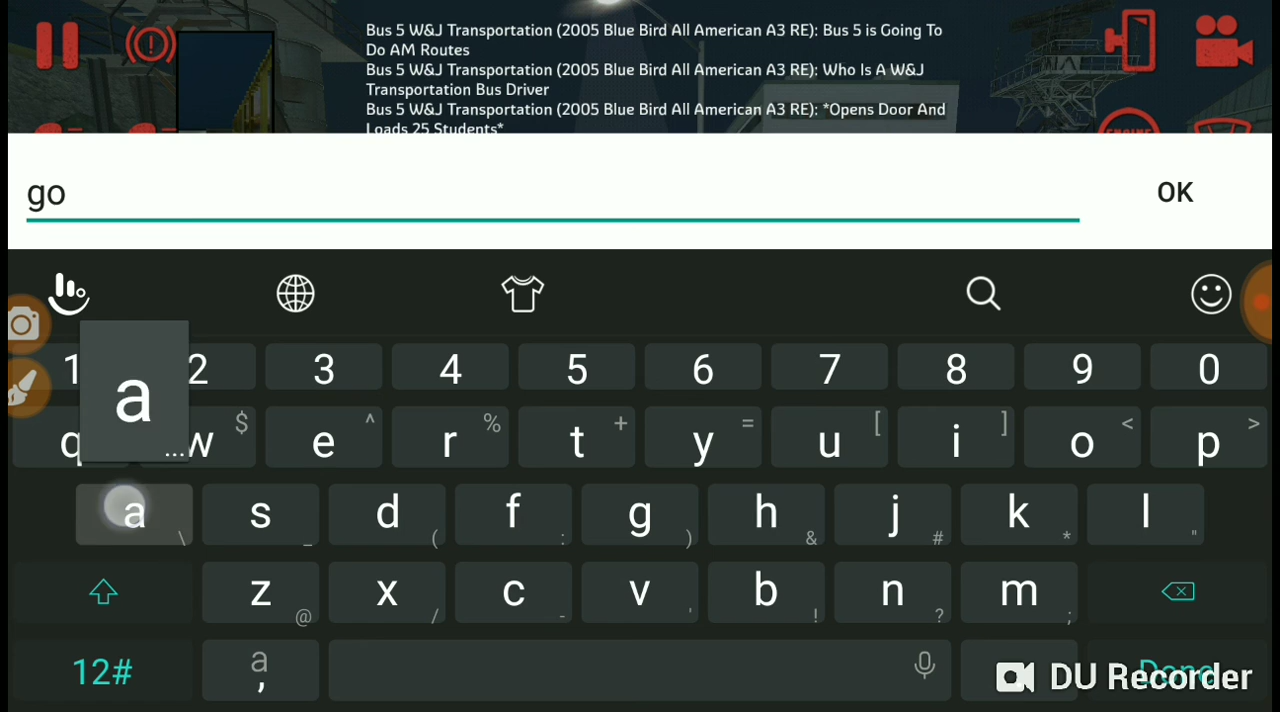 Bus 5 W&J Transportation (2005 Blue Bird All American A3 RE): Bus 5 is Going To
Do AM Routes
Bus 5 W&J Transportation (2005 Blue Bird All American A3 RE): Who Is A W&J
Transportation Bus Driver
Bus 5 W&J Transportation (2005 Blue Bird All American A3 RE): *Opens Door And
Loads 25 Students*
ENGINE
go
OK
1 2 3 4 5 6 7 8 9 0
a
...
q w $ e ^ r % t + y = u [ i ] o < p >
a \ s _ d ( f : g ) h & j # k * l "
z @ x / c - v ' b ! n ? m ;
12# a , Done
DU Recorder